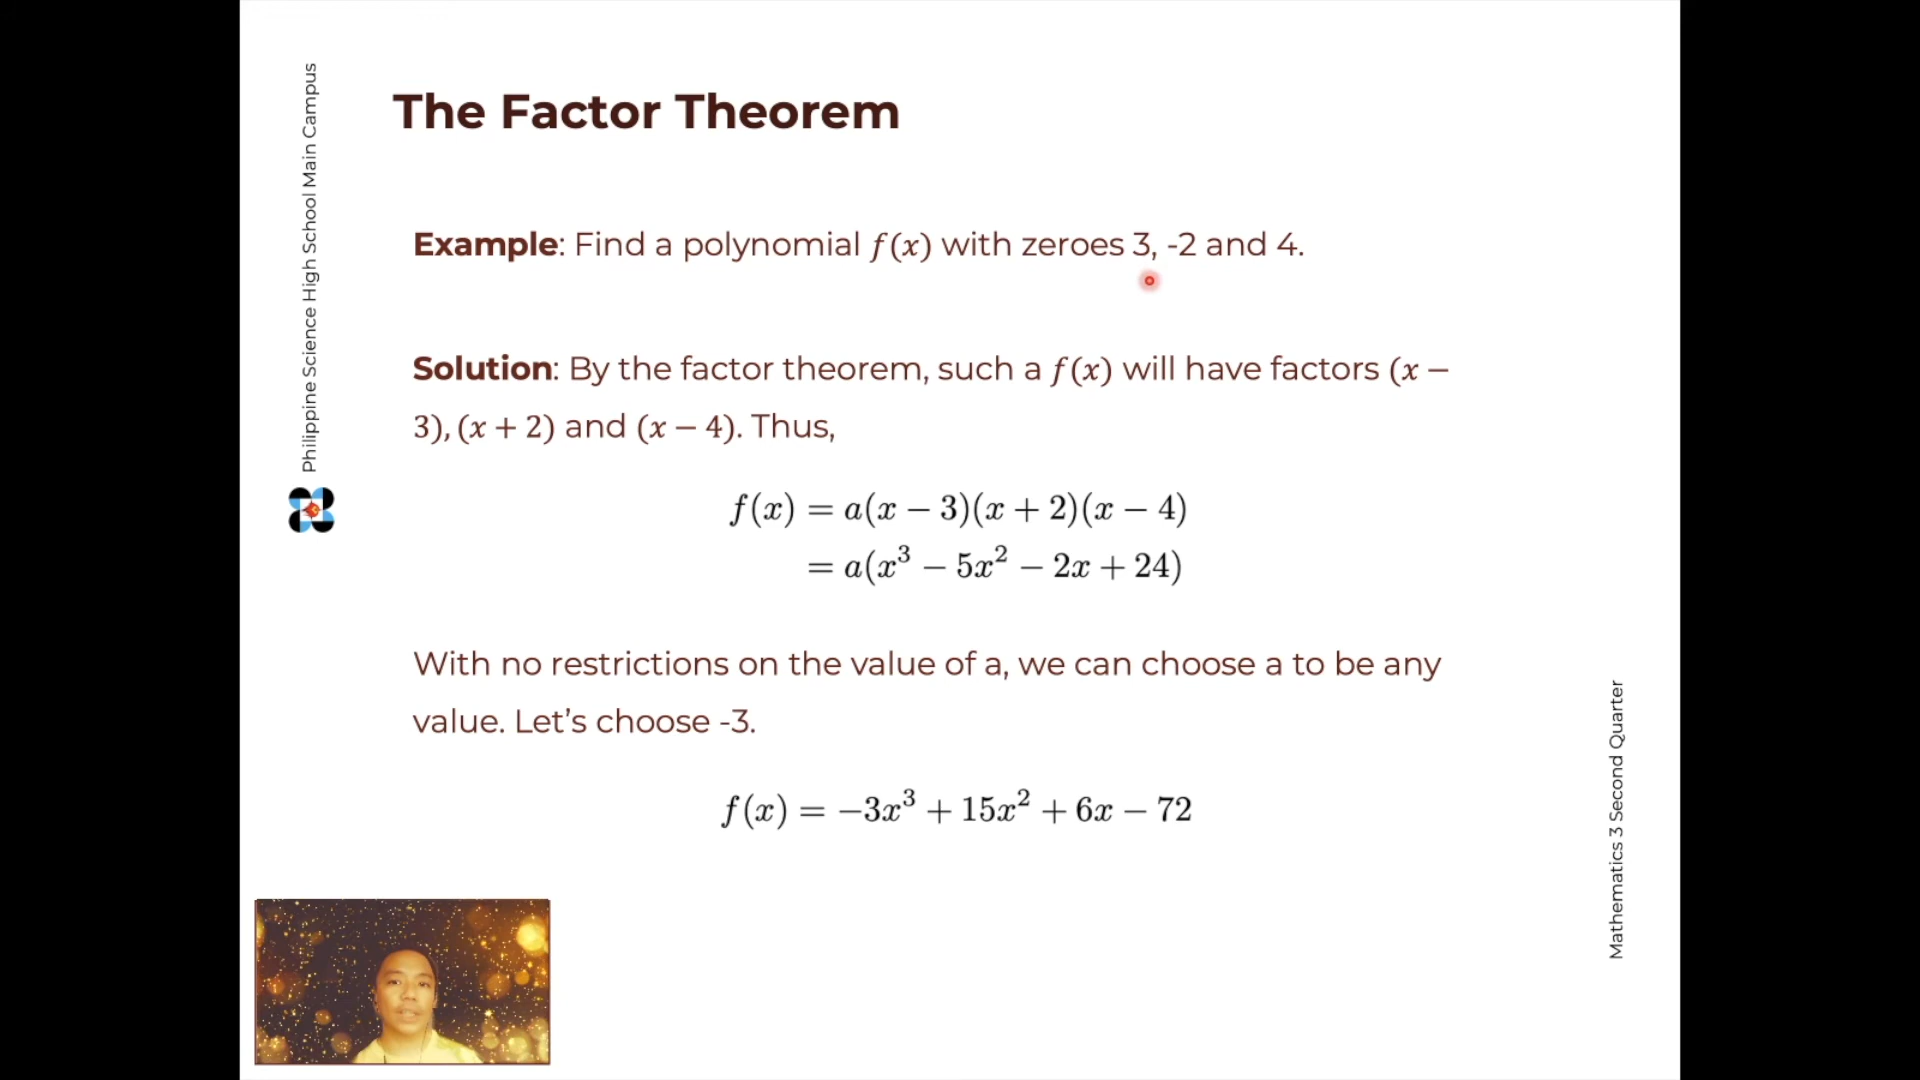 Philippine Science High School Main Campus
The Factor Theorem
Example: Find a polynomial f(x) with zeroes 3, -2 and 4.
Solution: By the factor theorem, such a f(x) will have factors (x −
3), (x + 2) and (x − 4). Thus,
f(x) = a(x − 3)(x + 2)(x − 4)
= a(x³ − 5x² − 2x + 24)
With no restrictions on the value of a, we can choose a to be any
value. Let’s choose -3.
f(x) = −3x³ + 15x² + 6x − 72
Mathematics 3 Second Quarter